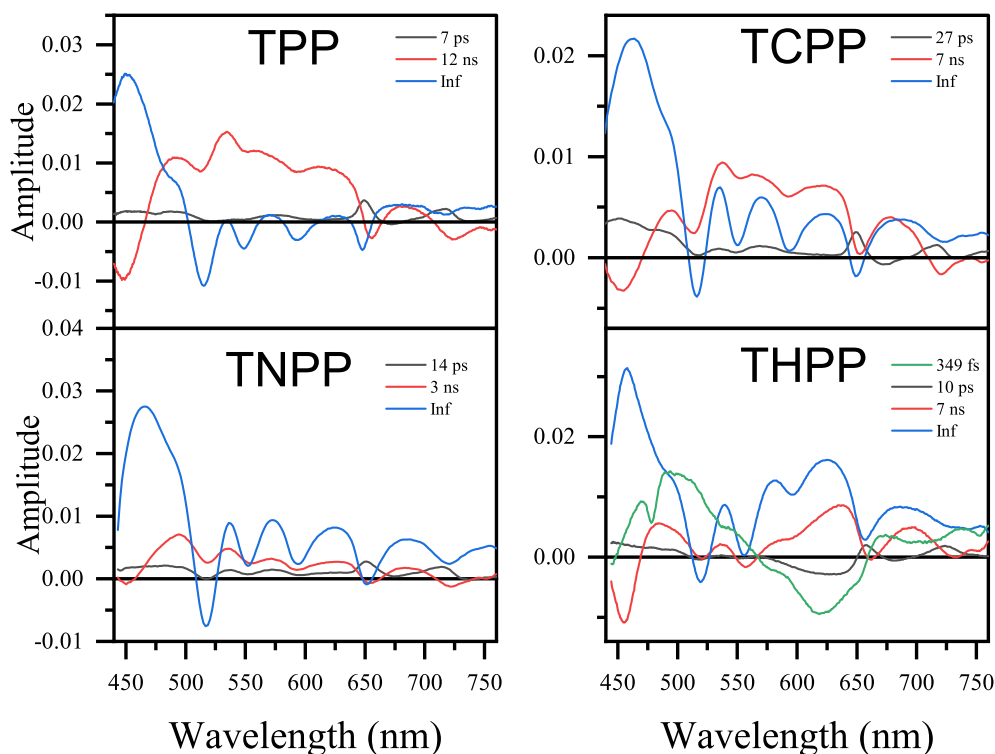 TPP
7 ps
12 ns
Inf
Amplitude
0.03
0.02
0.01
0.00
-0.01
TCPP
27 ps
7 ns
Inf
0.02
0.01
0.00
TNPP
14 ps
3 ns
Inf
Amplitude
0.04
0.03
0.02
0.01
0.00
-0.01
450 500 550 600 650 700 750
Wavelength (nm)
THPP
349 fs
10 ps
7 ns
Inf
0.02
0.00
450 500 550 600 650 700 750
Wavelength (nm)